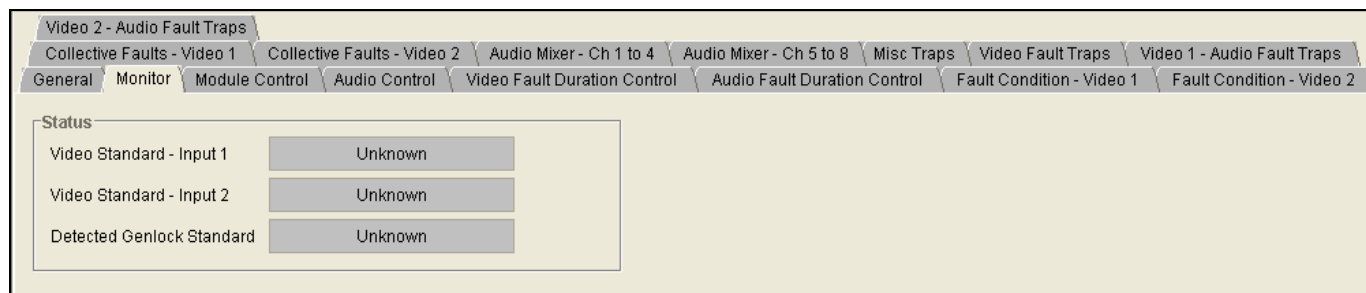 Video 2 - Audio Fault Traps
Collective Faults - Video 1 Collective Faults - Video 2 Audio Mixer - Ch 1 to 4 Audio Mixer - Ch 5 to 8 Misc Traps Video Fault Traps Video 1 - Audio Fault Traps
General Monitor Module Control Audio Control Video Fault Duration Control Audio Fault Duration Control Fault Condition - Video 1 Fault Condition - Video 2
Status
Video Standard - Input 1 Unknown
Video Standard - Input 2 Unknown
Detected Genlock Standard Unknown